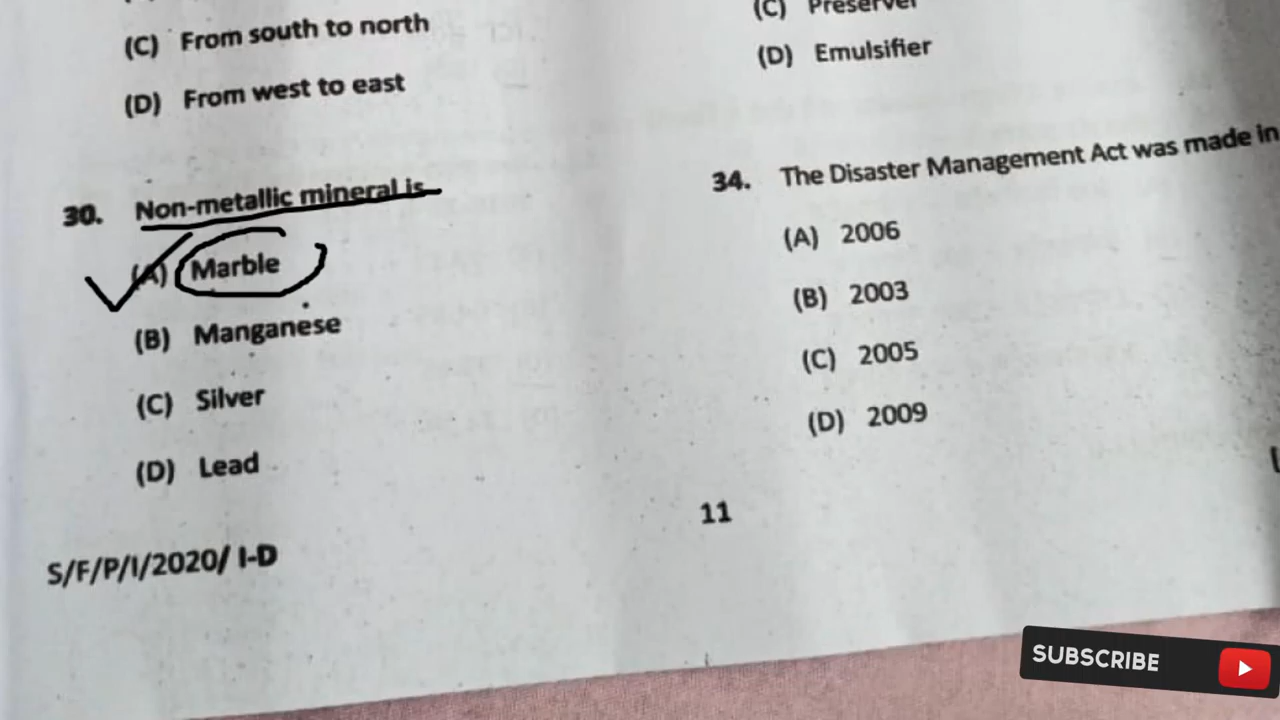 (C) From south to north
(D) From west to east
30. Non-metallic mineral is
(A) Marble
(B) Manganese
(C) Silver
(D) Lead
S/F/P/I/2020/ I-D
(C) Preserver
(D) Emulsifier
34. The Disaster Management Act was made in
(A) 2006
(B) 2003
(C) 2005
(D) 2009
11
SUBSCRIBE